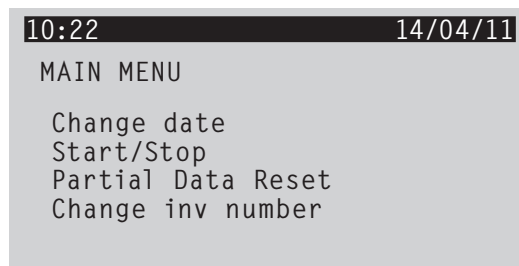 10:22 14/04/11
MAIN MENU
Change date
Start/Stop
Partial Data Reset
Change inv number